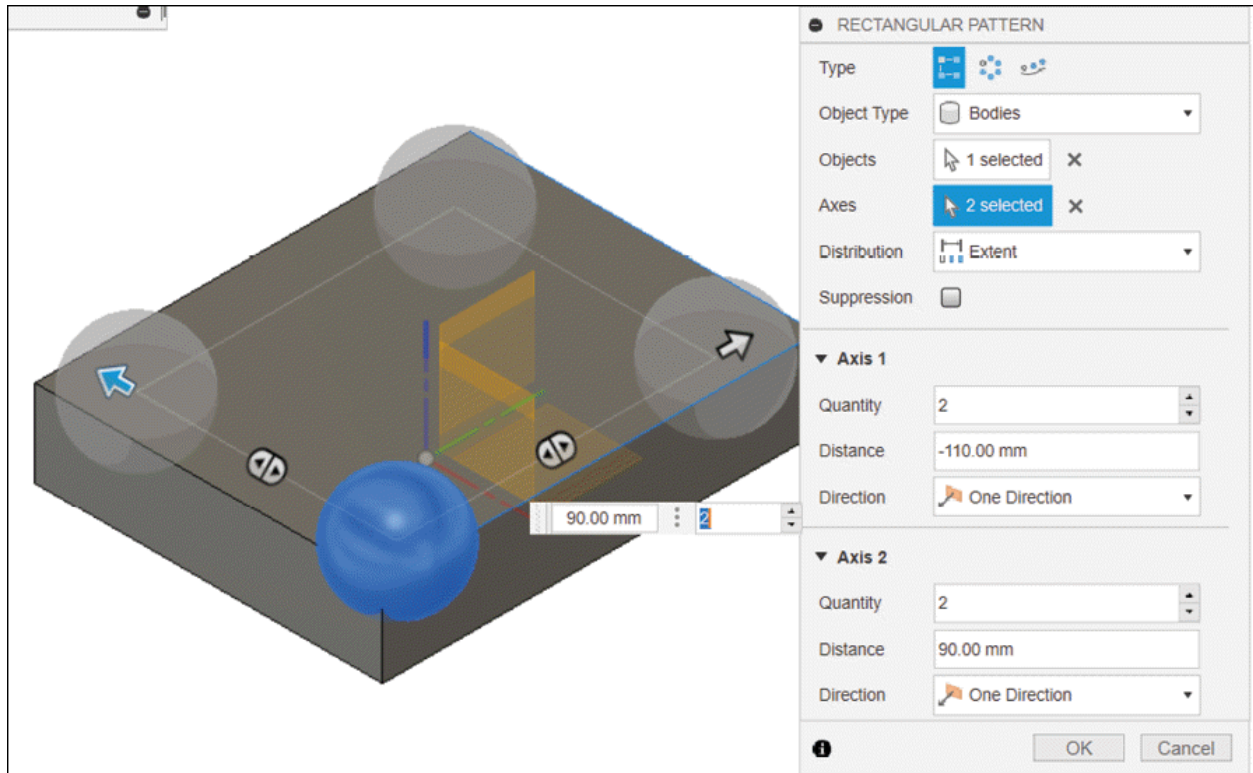 RECTANGULAR PATTERN
Type
Object Type Bodies
Objects 1 selected
Axes 2 selected
Distribution Extent
Suppression
Axis 1
Quantity 2
Distance -110.00 mm
Direction One Direction
90.00 mm 2
Axis 2
Quantity 2
Distance 90.00 mm
Direction One Direction
OK Cancel